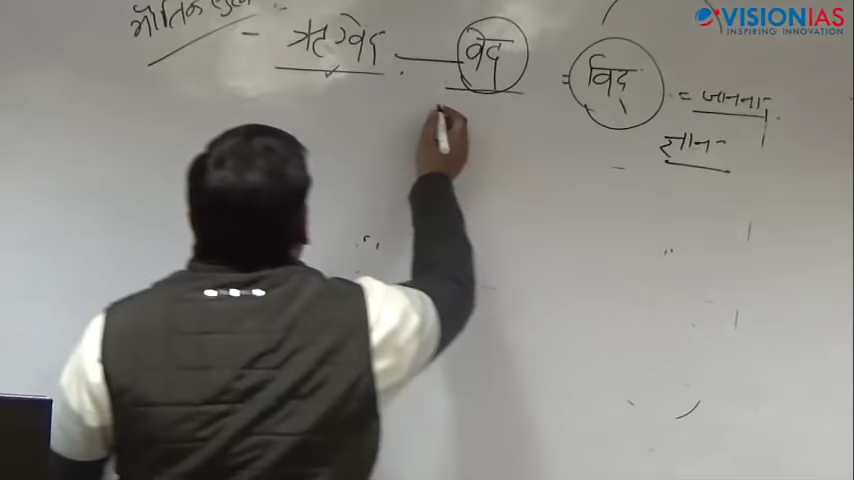 VISIONIAS
INSPIRING INNOVATION
भौतिक
- ऋग्वेद — वेद = विद् = जानना
ज्ञान